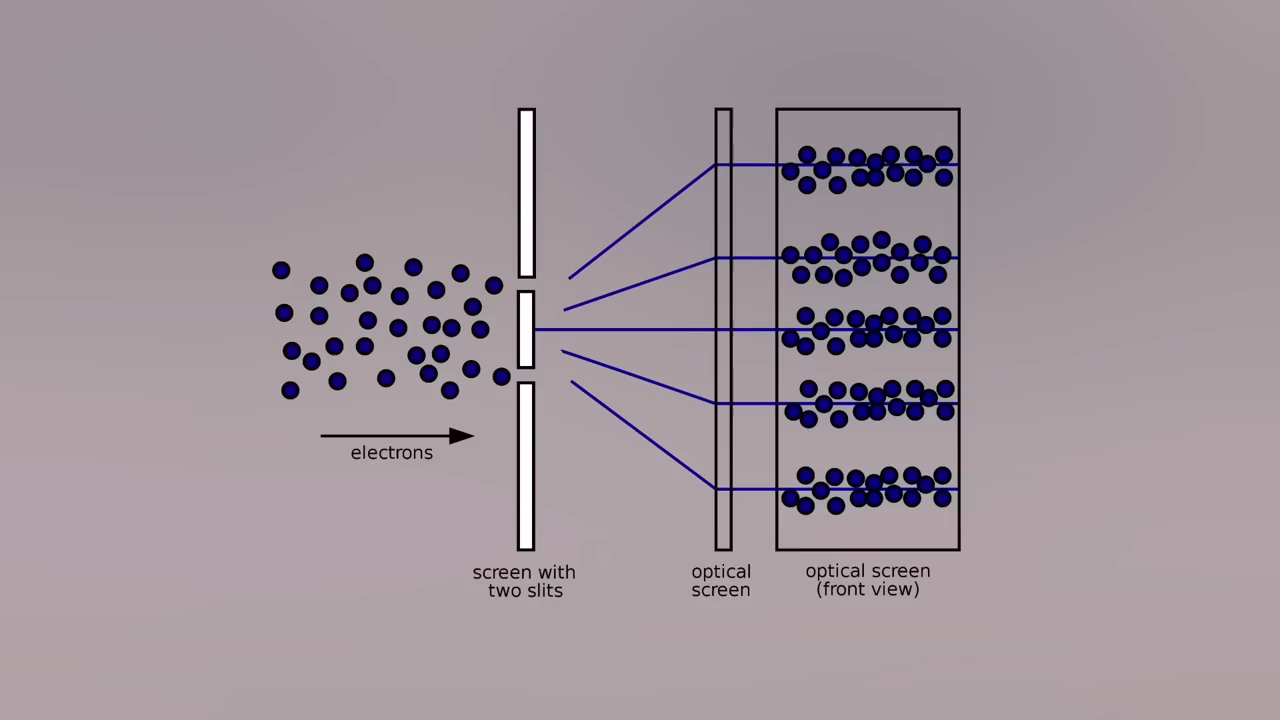 electrons
screen with
two slits
optical
screen
optical screen
(front view)